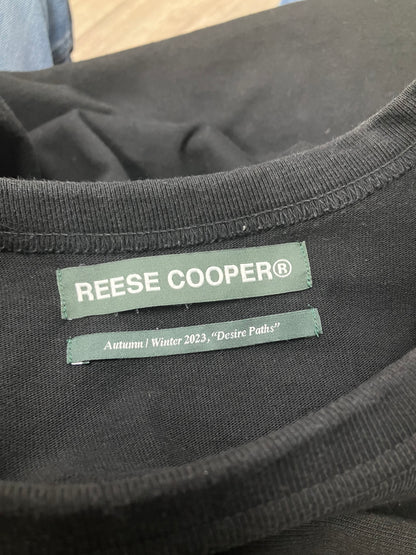 REESE COOPER®
Autumn / Winter 2023, "Desire Paths"